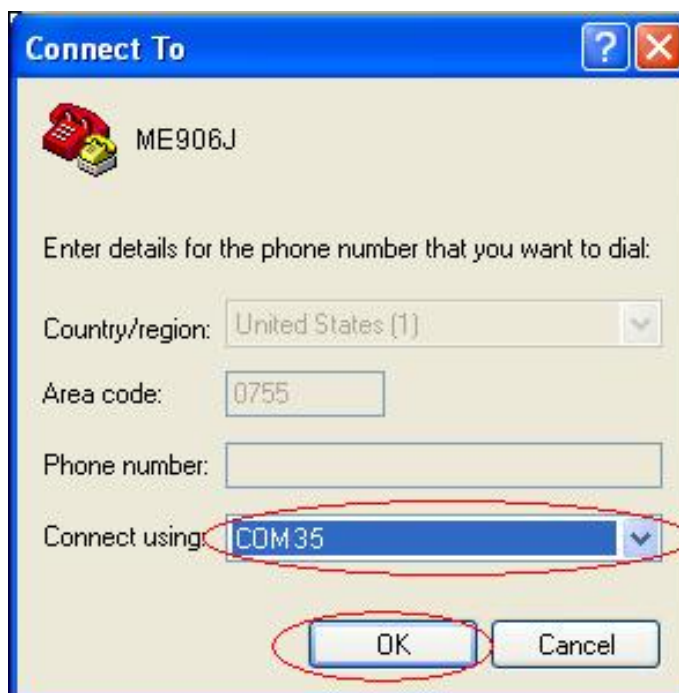 Connect To
ME906J
Enter details for the phone number that you want to dial:
Country/region: United States (1)
Area code: 0755
Phone number:
Connect using: COM35
OK Cancel